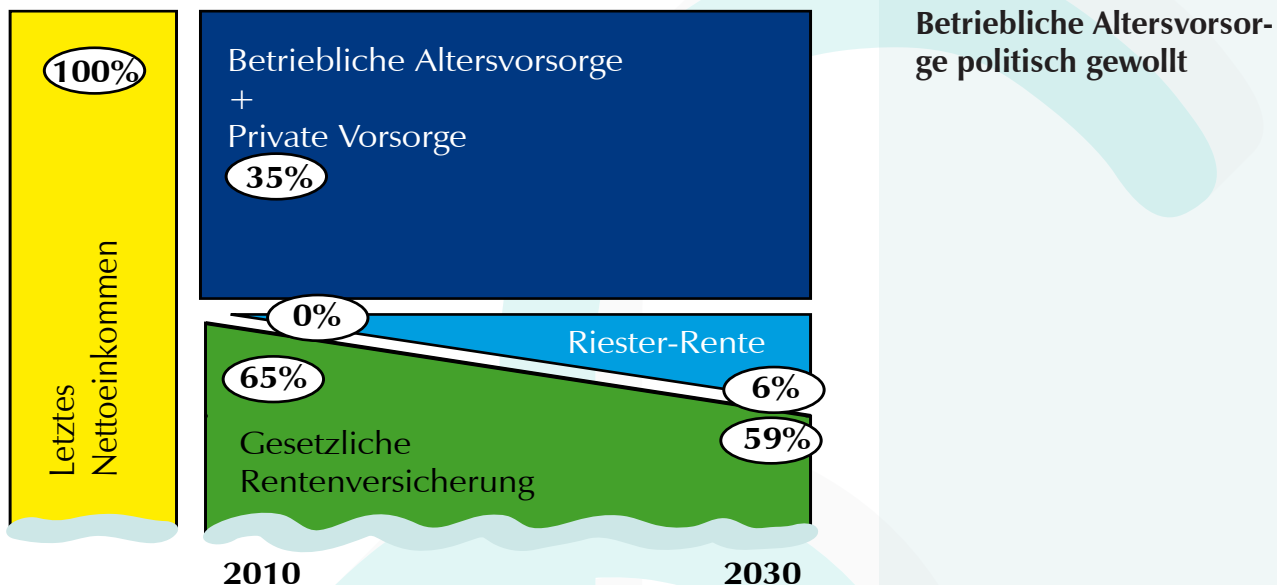 Betriebliche Altersvorsor-
ge politisch gewollt
100%
Letztes
Nettoeinkommen
Betriebliche Altersvorsorge
+
Private Vorsorge
35%
0%
Riester-Rente
65%
6%
59%
Gesetzliche
Rentenversicherung
2010
2030